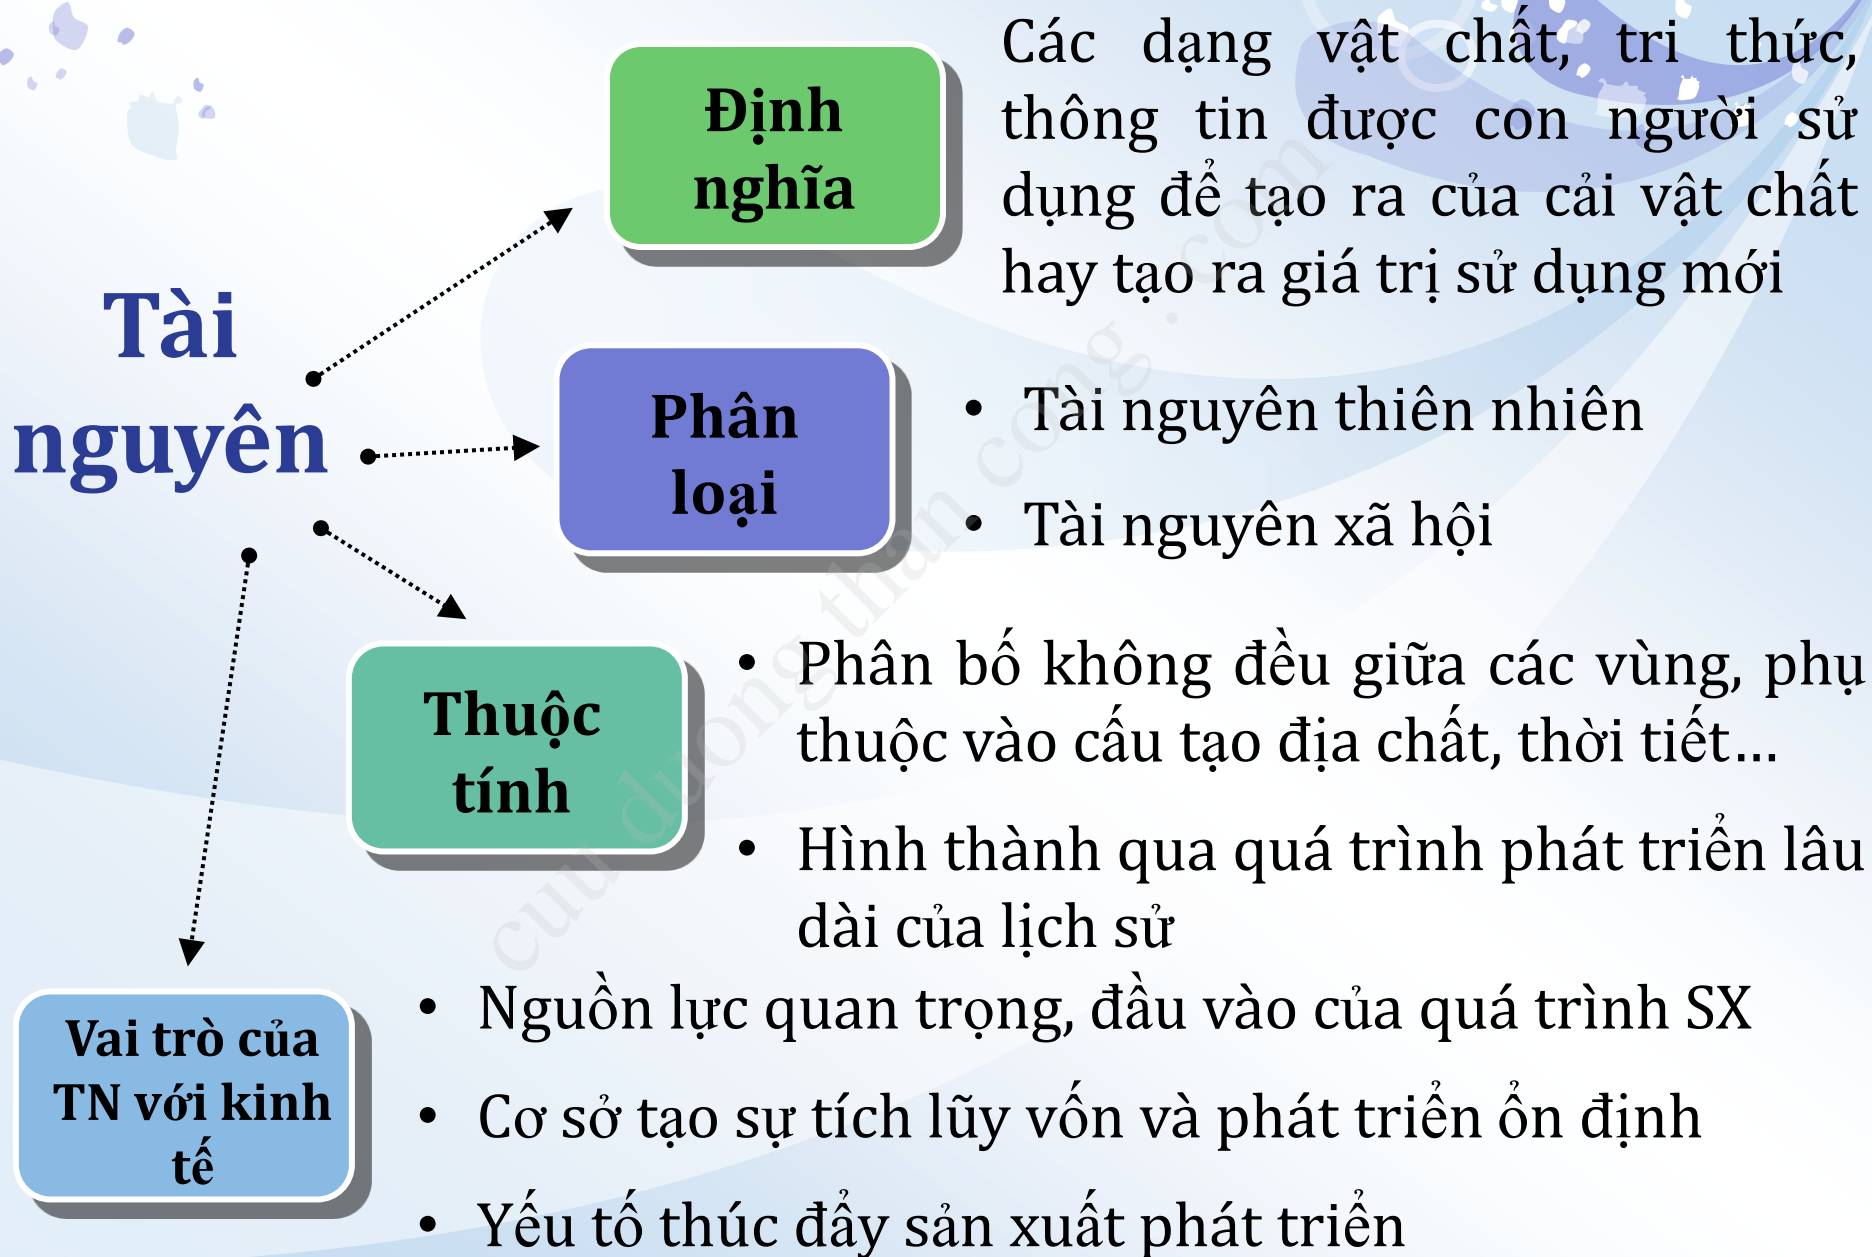 Tài
nguyên
Định
nghĩa
Các dạng vật chất, tri thức,
thông tin được con người sử
dụng để tạo ra của cải vật chất
hay tạo ra giá trị sử dụng mới
Phân
loại
• Tài nguyên thiên nhiên
• Tài nguyên xã hội
Thuộc
tính
• Phân bố không đều giữa các vùng, phụ
thuộc vào cấu tạo địa chất, thời tiết...
• Hình thành qua quá trình phát triển lâu
dài của lịch sử
Vai trò của
TN với kinh
tế
• Nguồn lực quan trọng, đầu vào của quá trình SX
• Cơ sở tạo sự tích lũy vốn và phát triển ổn định
• Yếu tố thúc đẩy sản xuất phát triển
cuu duong than cong . com